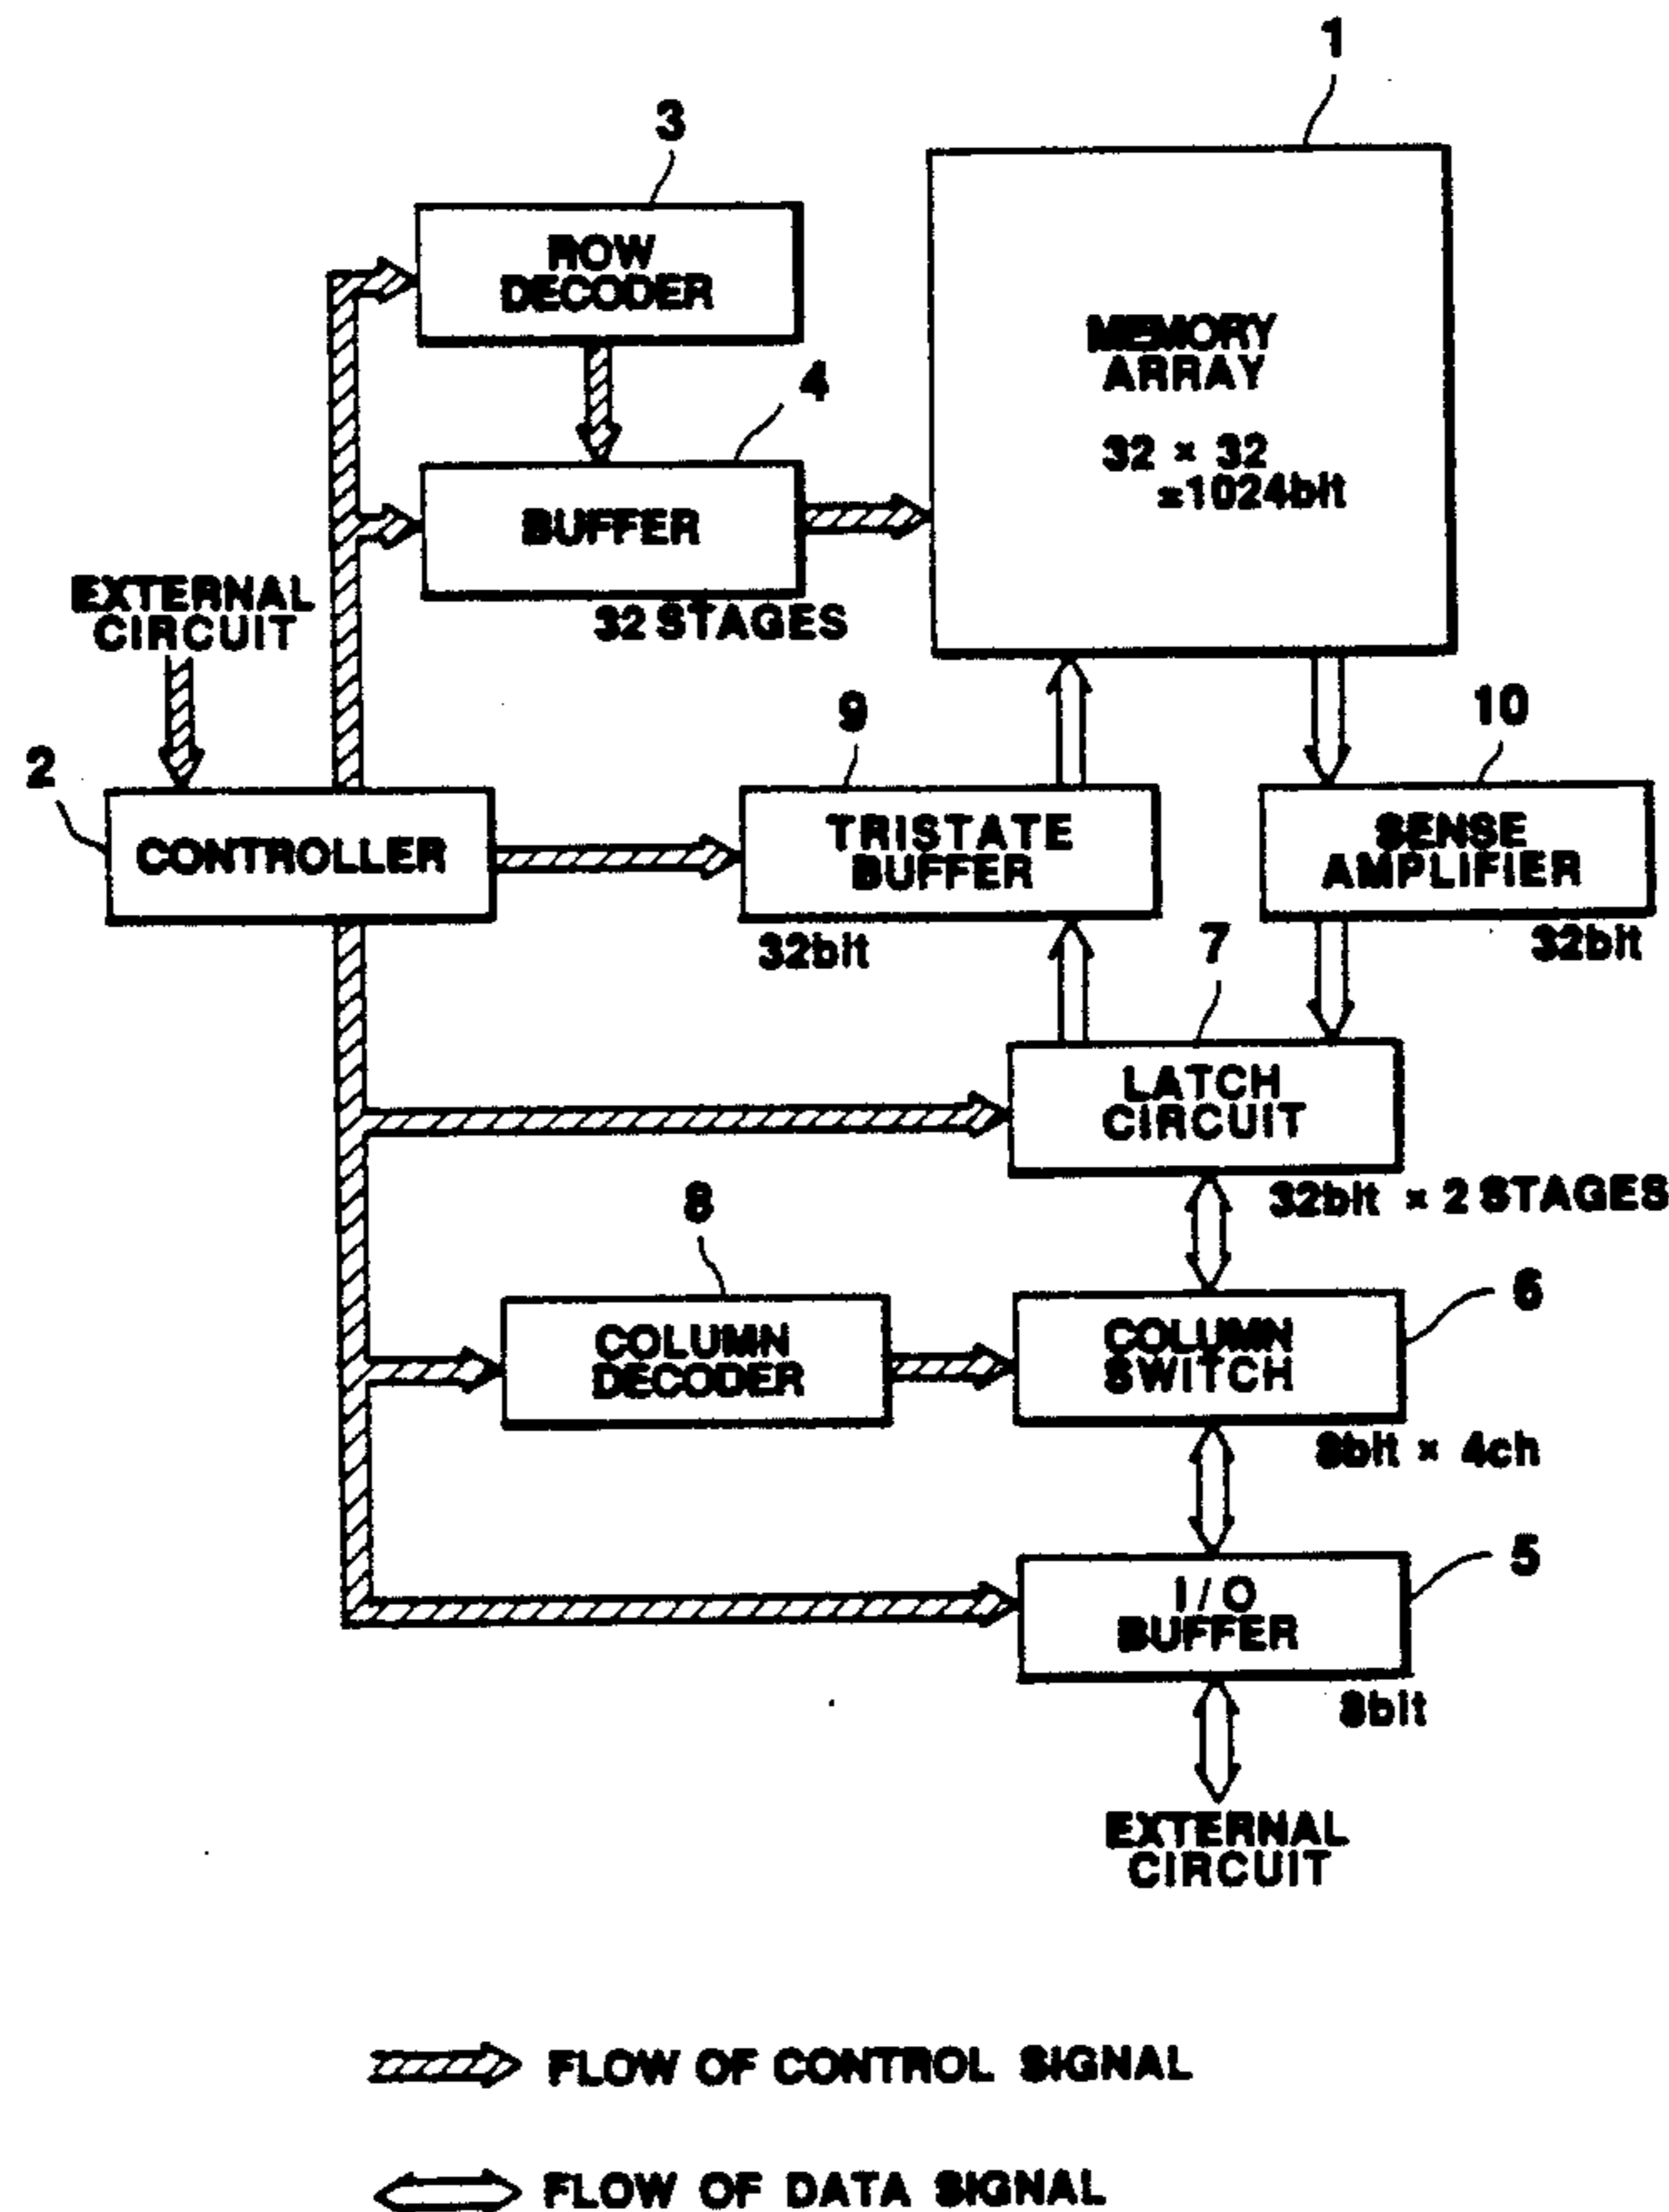 1
3
ROW
DECODER
MEMORY
ARRAY
32 × 32
=1024bit
4
BUFFER
32 STAGES
EXTERNAL
CIRCUIT
2
CONTROLLER
9
TRISTATE
BUFFER
32bit
10
SENSE
AMPLIFIER
32bit
7
LATCH
CIRCUIT
32bit × 2 STAGES
8
COLUMN
DECODER
6
COLUMN
SWITCH
8bit × 4ch
5
I/O
BUFFER
8bit
EXTERNAL
CIRCUIT
FLOW OF CONTROL SIGNAL
FLOW OF DATA SIGNAL